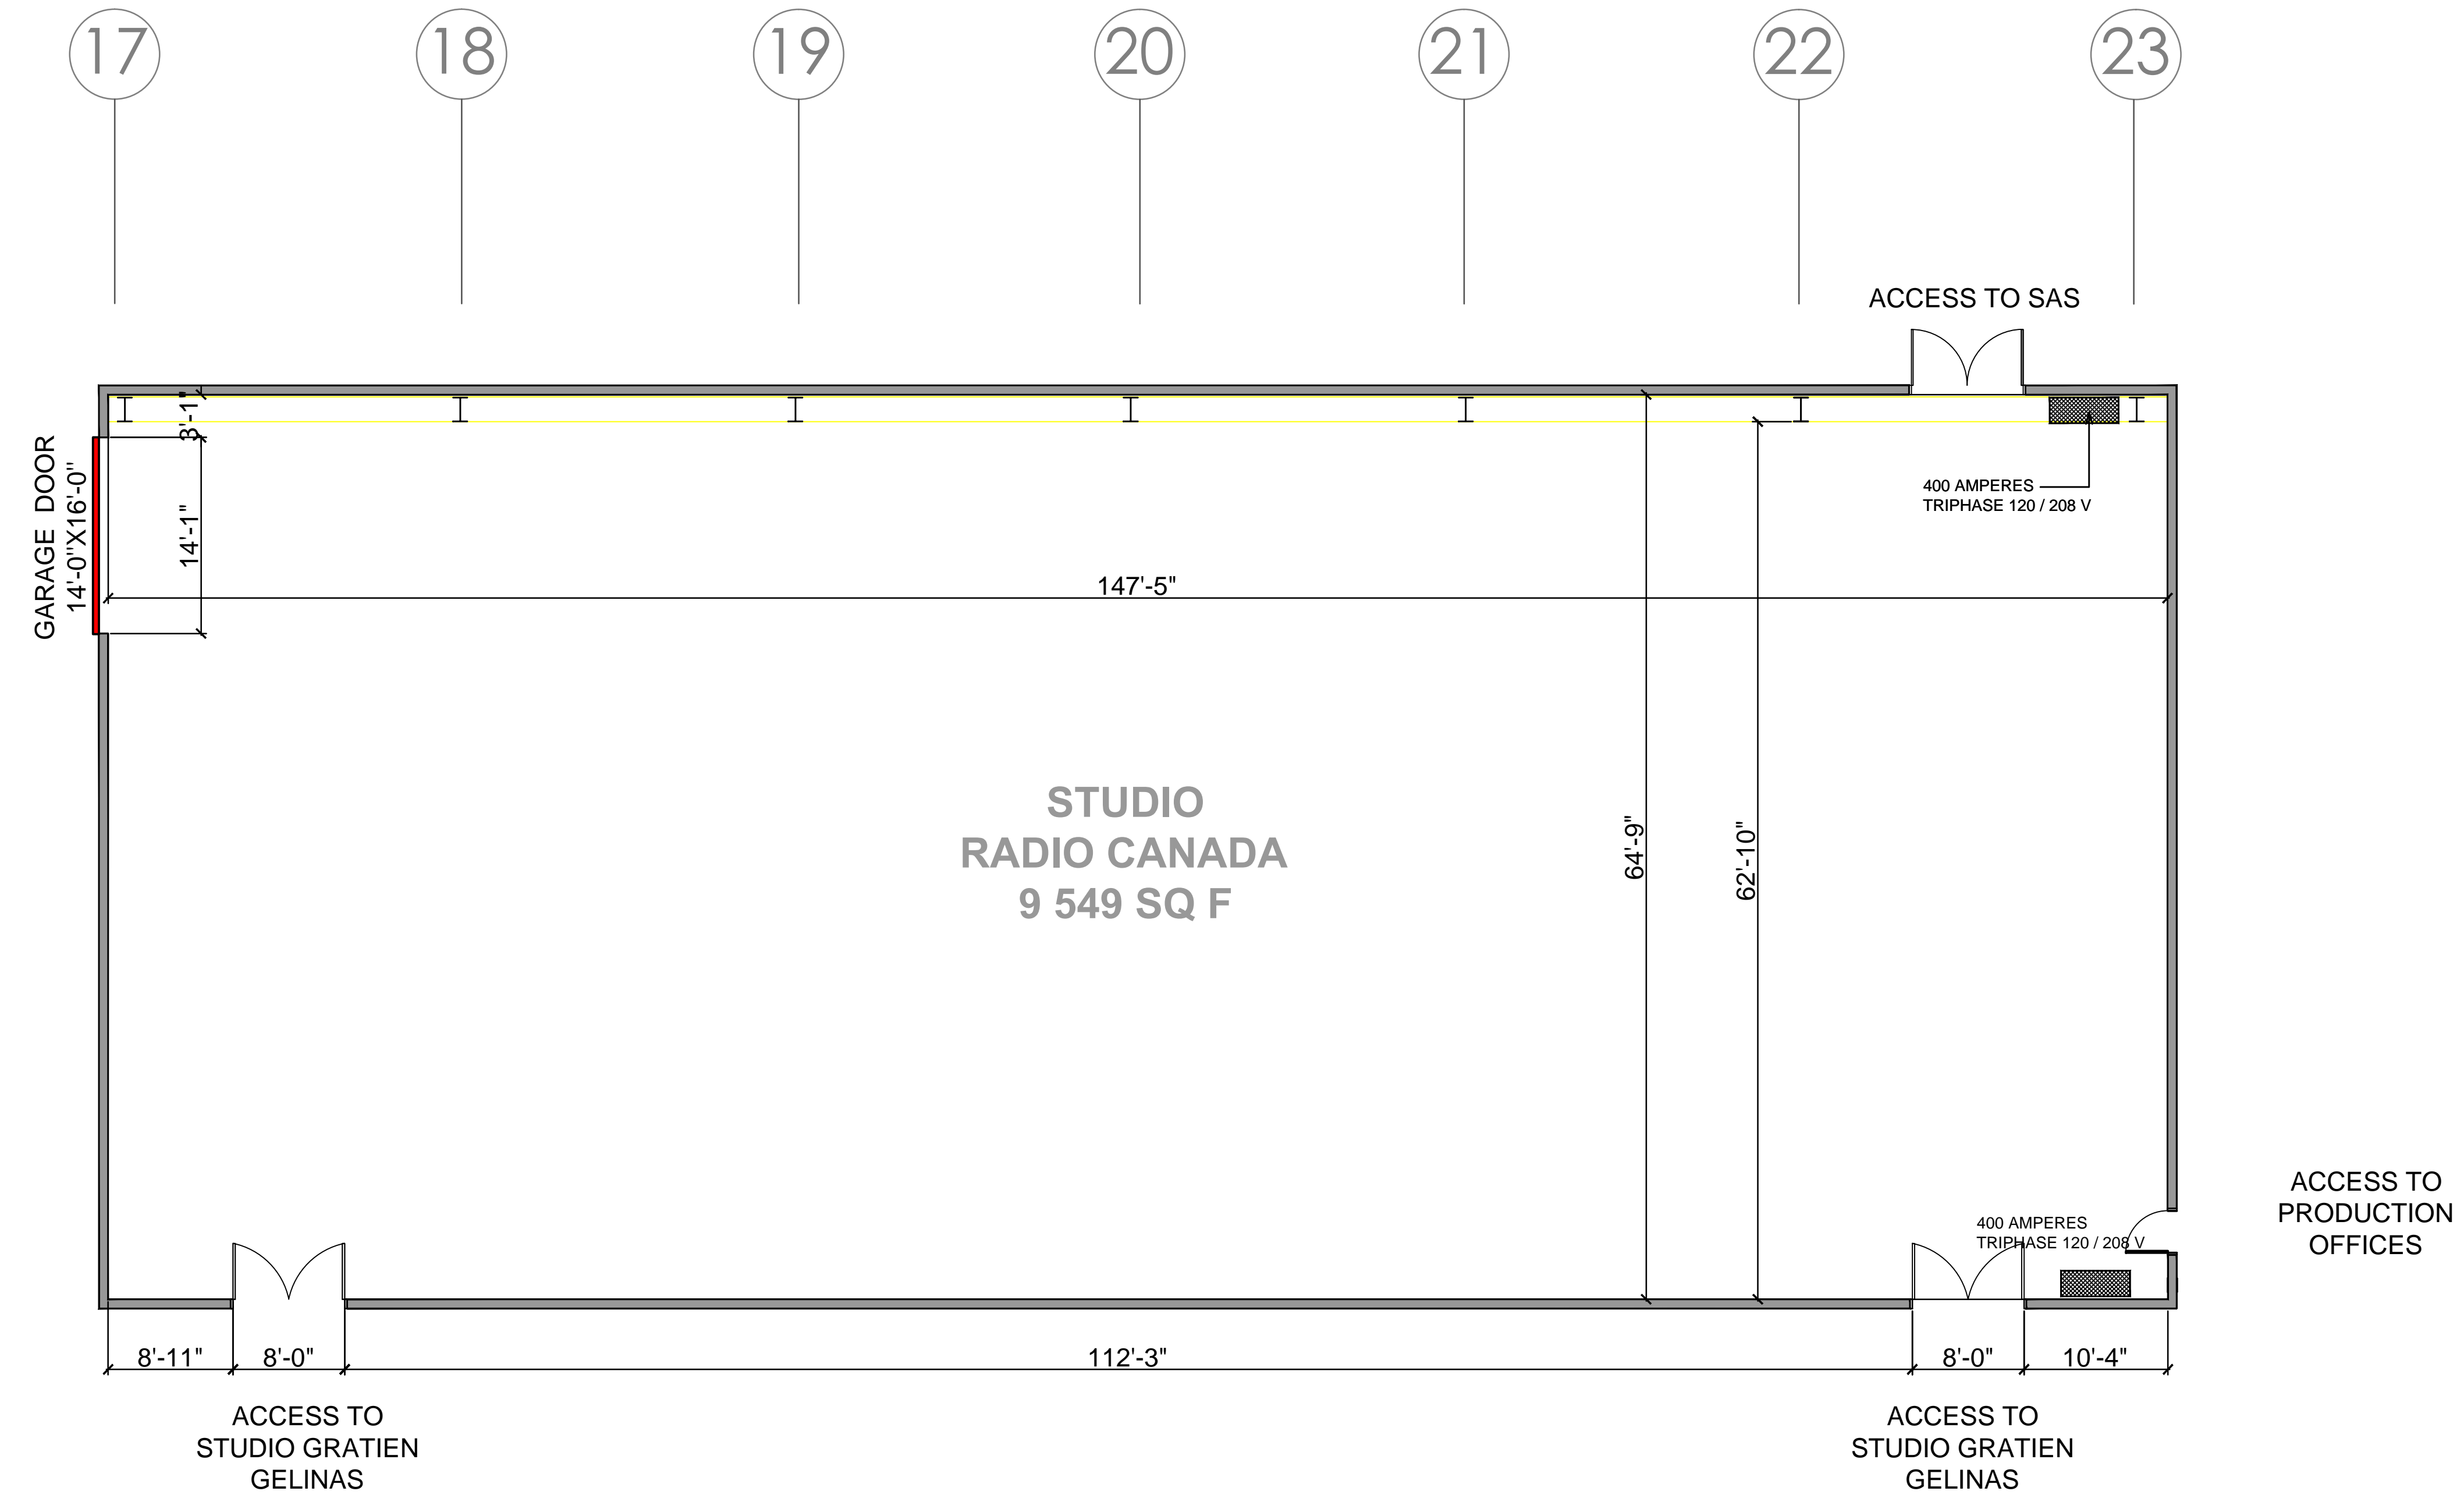 17 18 19 20 21 22 23
ACCESS TO SAS
3'-1"
GARAGE DOOR
14'-0"X16'-0"
14'-1"
400 AMPERES
TRIPHASE 120 / 208 V
147'-5"
STUDIO
RADIO CANADA
9 549 SQ F
64'-9"
62'-10"
ACCESS TO
PRODUCTION
OFFICES
400 AMPERES
TRIPHASE 120 / 208 V
8'-11" 8'-0" 112'-3" 8'-0" 10'-4"
ACCESS TO
STUDIO GRATIEN
GELINAS
ACCESS TO
STUDIO GRATIEN
GELINAS